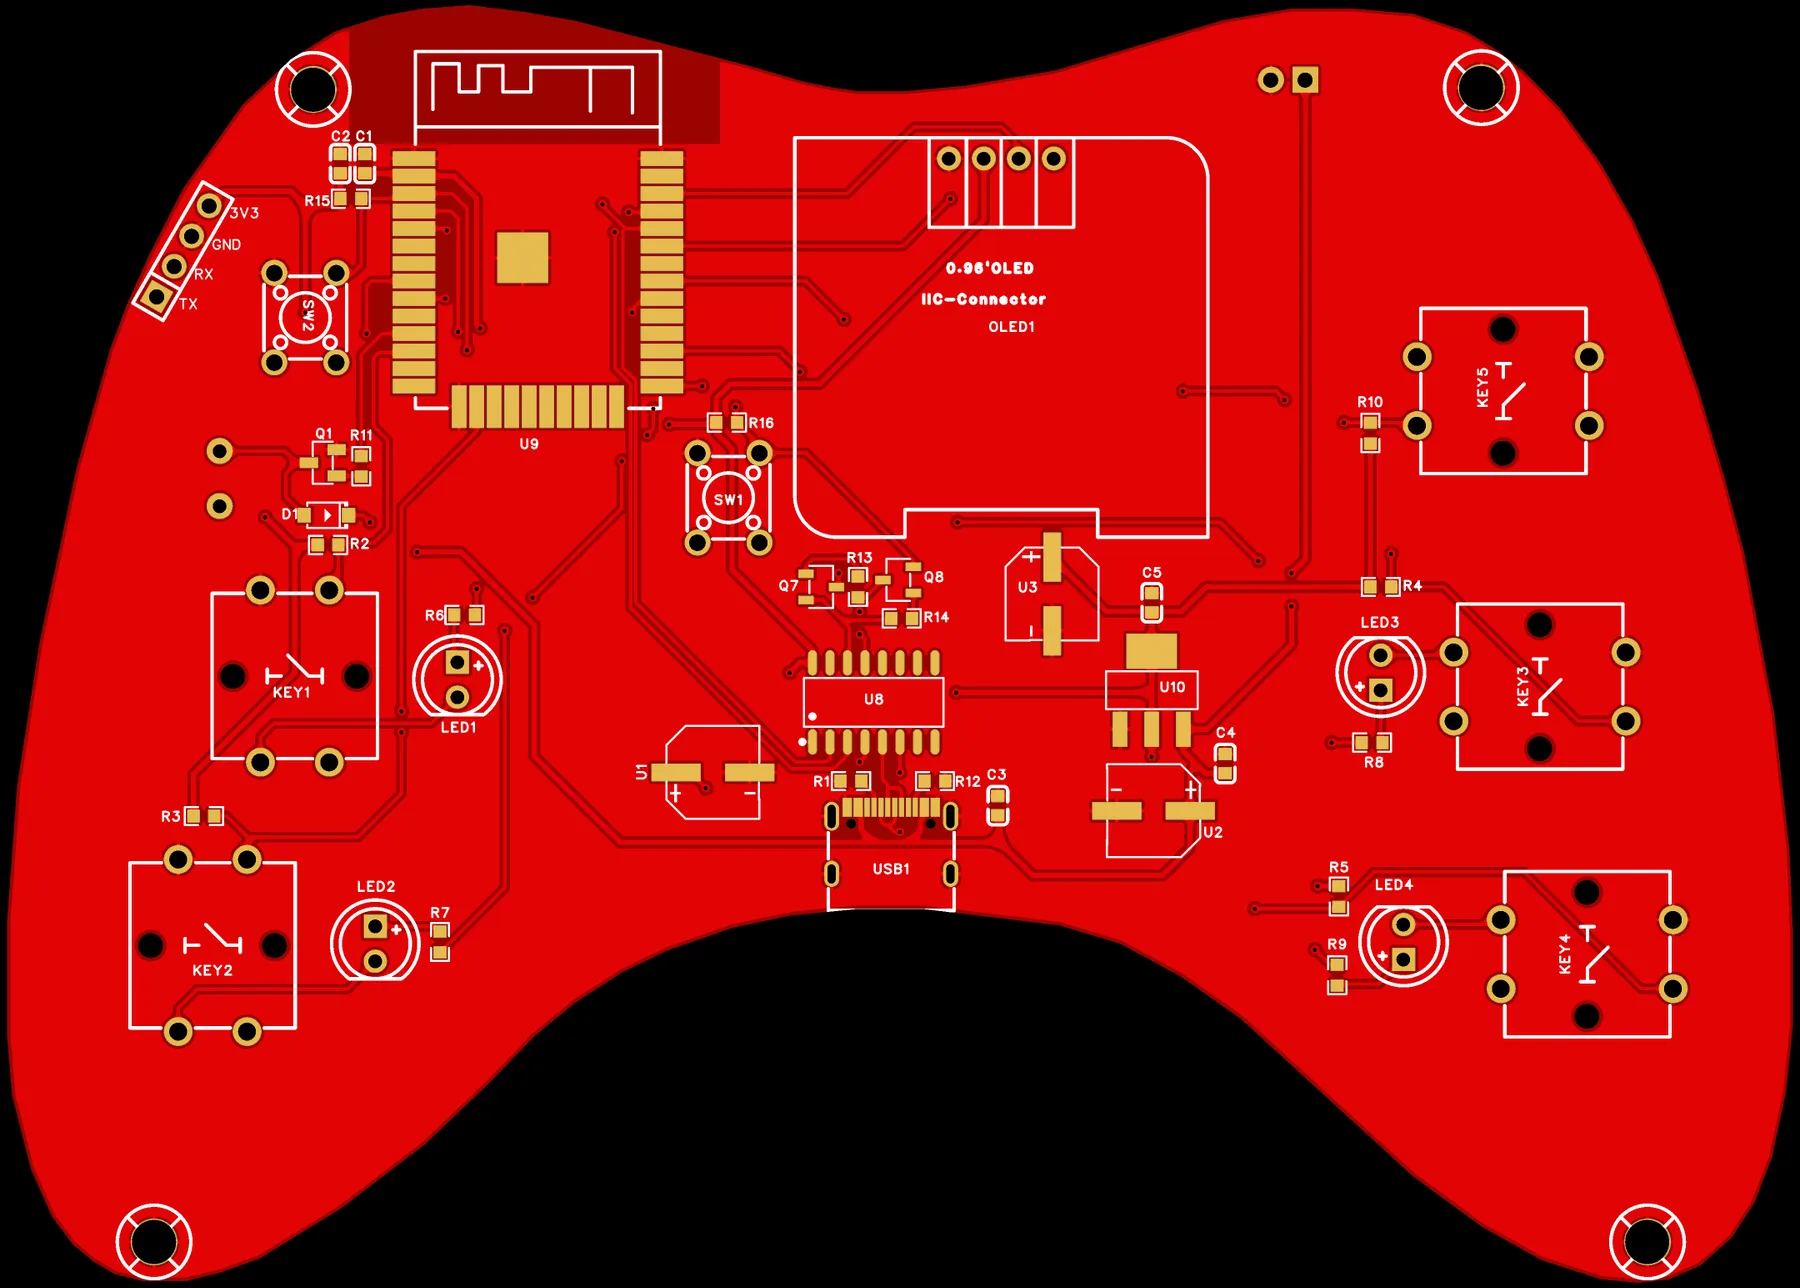 C2 C1
R15
3V3
GND
RX
TX
SW2
0.96'OLED
IIC-Connector
OLED1
KEY5
R10
U9
R16
Q1
R11
SW1
D1
R2
R13
Q7
Q8
U3
+
-
C5
R4
R6
R14
LED3
+
LED1
KEY1
U8
U10
KEY3
+
R8
C4
U1
+
-
R1
R12
C3
-
+
U2
R3
USB1
R5
LED2
LED4
+
R7
R9
KEY2
KEY4
+